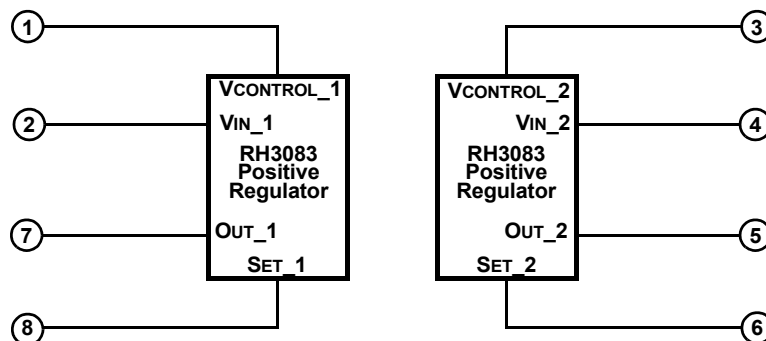 1
3
VCONTROL_1
VCONTROL_2
2
VIN_1
VIN_2
4
RH3083
Positive
Regulator
RH3083
Positive
Regulator
7
OUT_1
OUT_2
5
SET_1
SET_2
8
6